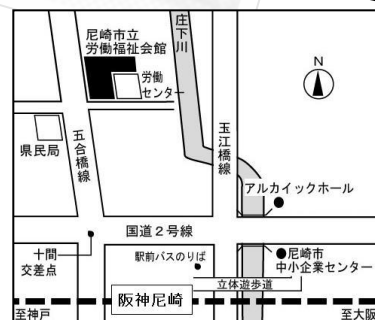 尼崎市立
労働福祉会館
労働
センター
庄下川
N
県民局
五合橋線
玉江橋線
アルカイックホール
国道2号線
十間
交差点
駅前バスのりば
尼崎市
中小企業センター
立体遊歩道
阪神尼崎
至神戸
至大阪